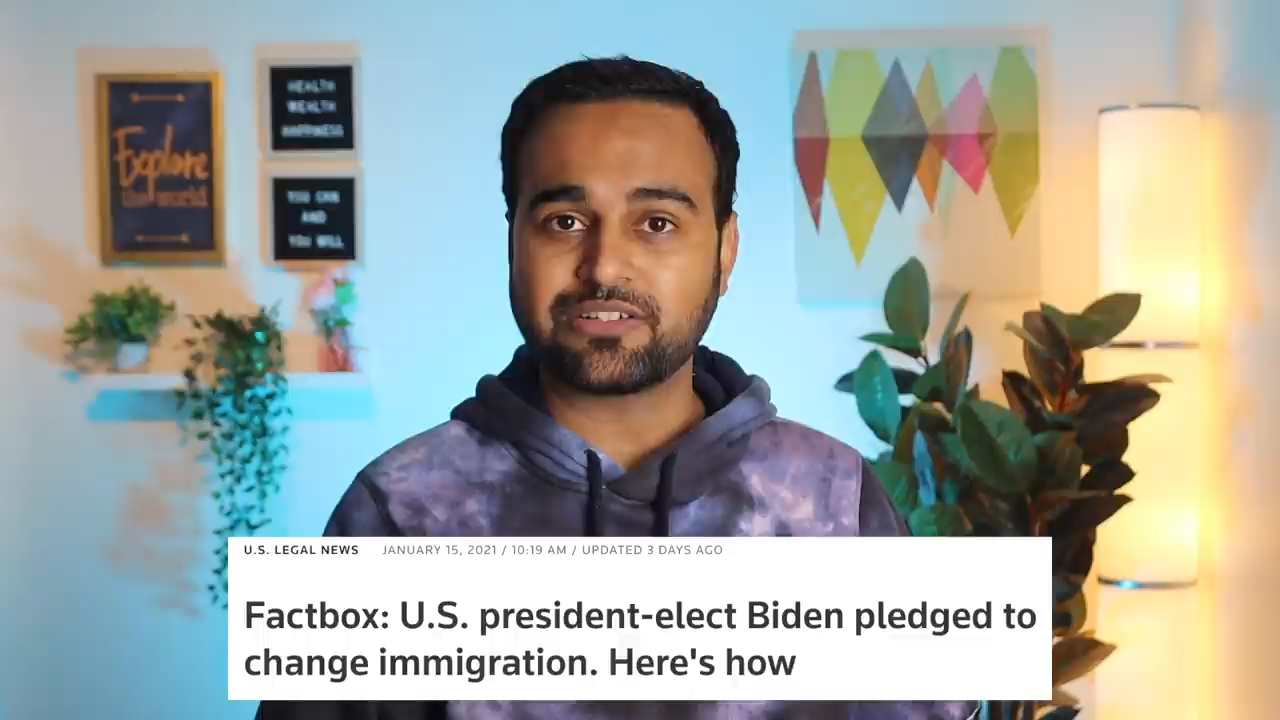 Explore
the world
HEALTH
WEALTH
HAPPINESS
YOU CAN
AND
YOU WILL
U.S. LEGAL NEWS JANUARY 15, 2021 / 10:19 AM / UPDATED 3 DAYS AGO
Factbox: U.S. president-elect Biden pledged to
change immigration. Here's how